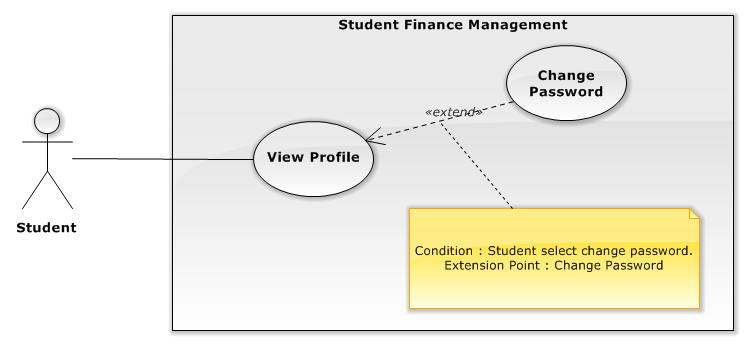 Student Finance Management
Change
Password
«extend»
View Profile
Student
Condition : Student select change password.
Extension Point : Change Password